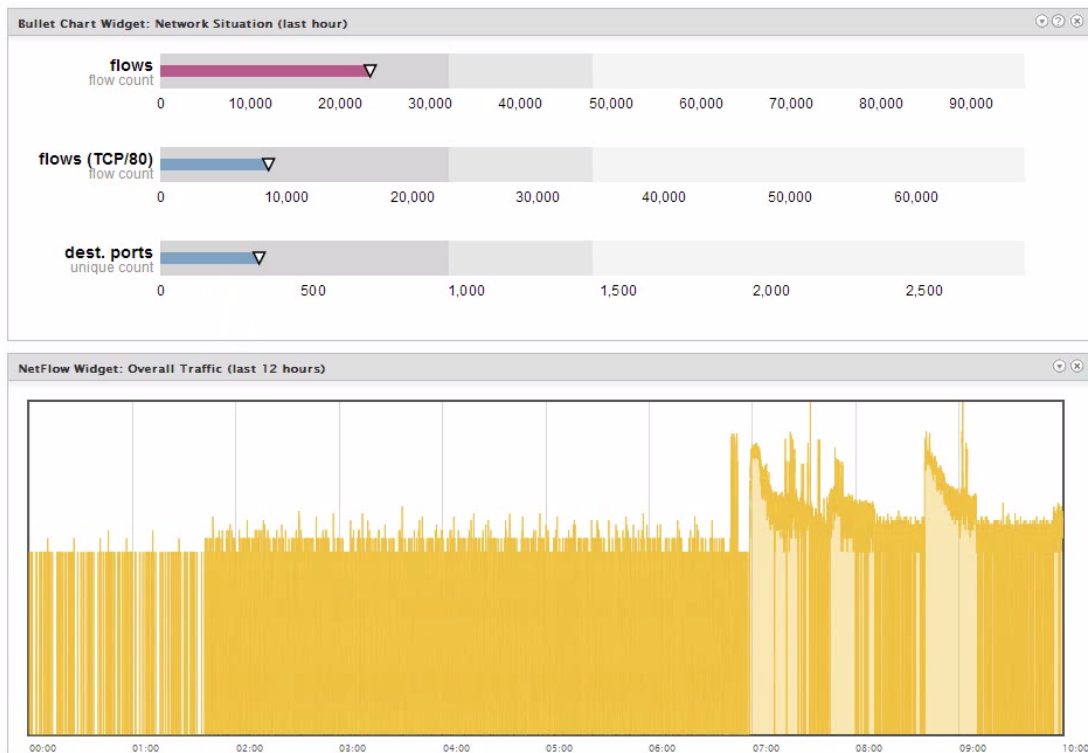 Bullet Chart Widget: Network Situation (last hour)
flows
flow count
0 10,000 20,000 30,000 40,000 50,000 60,000 70,000 80,000 90,000
flows (TCP/80)
flow count
0 10,000 20,000 30,000 40,000 50,000 60,000
dest. ports
unique count
0 500 1,000 1,500 2,000 2,500
NetFlow Widget: Overall Traffic (last 12 hours)
00:00 01:00 02:00 03:00 04:00 05:00 06:00 07:00 08:00 09:00 10:00